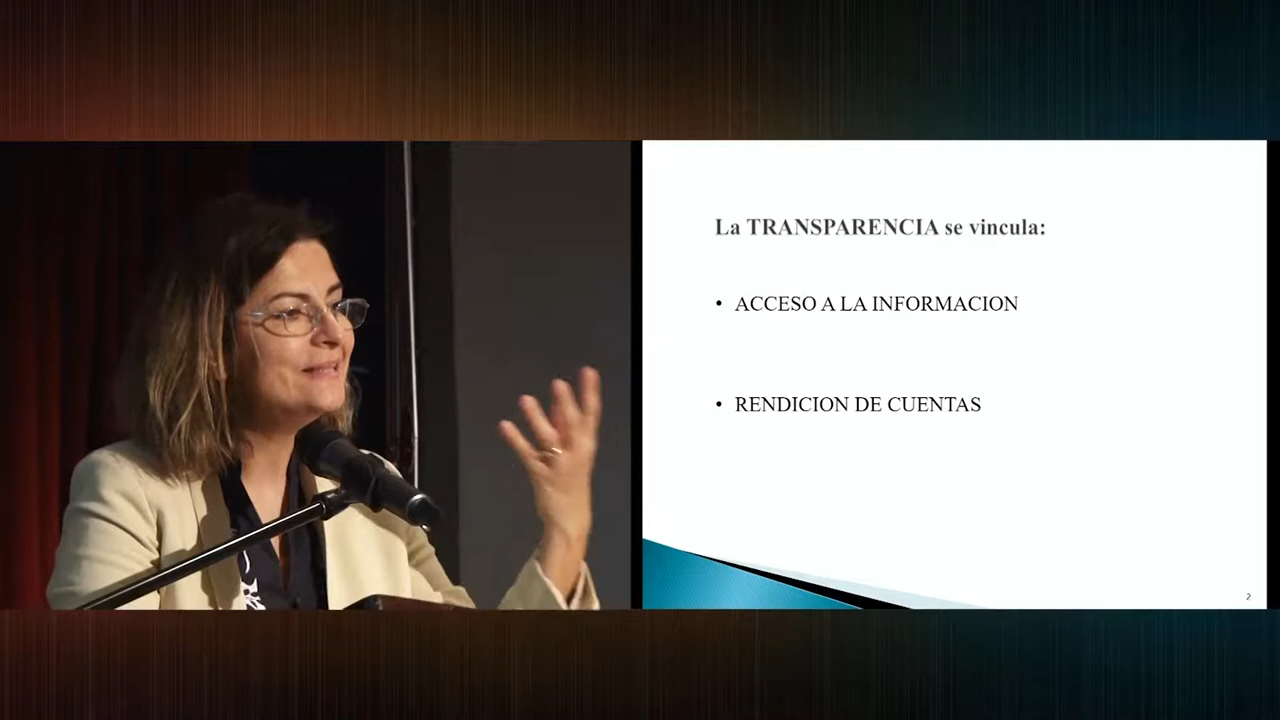 La TRANSPARENCIA se vincula:
• ACCESO A LA INFORMACION
• RENDICION DE CUENTAS
2